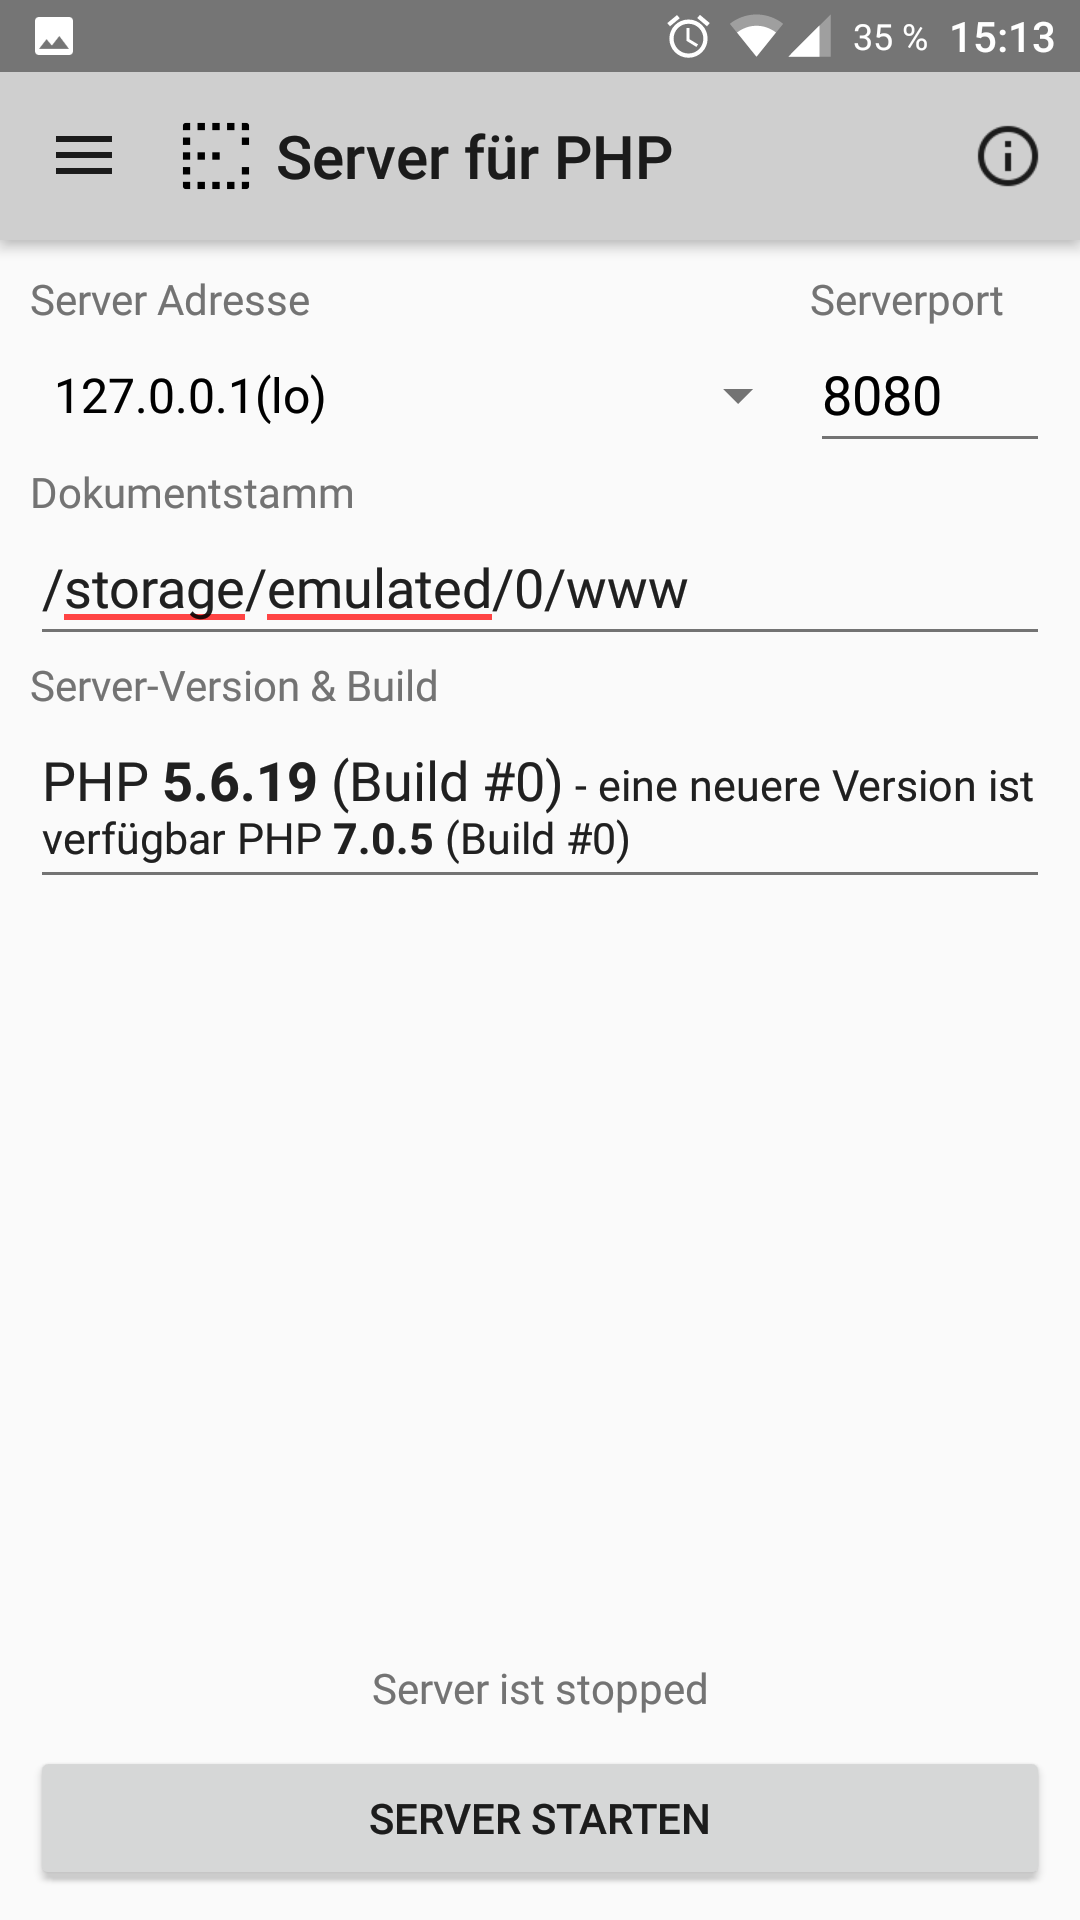 35 % 15:13
Server für PHP
Server Adresse Serverport
127.0.0.1(lo) 8080
Dokumentstamm
/storage/emulated/0/www
Server-Version & Build
PHP 5.6.19 (Build #0) - eine neuere Version ist
verfügbar PHP 7.0.5 (Build #0)
Server ist stopped
SERVER STARTEN